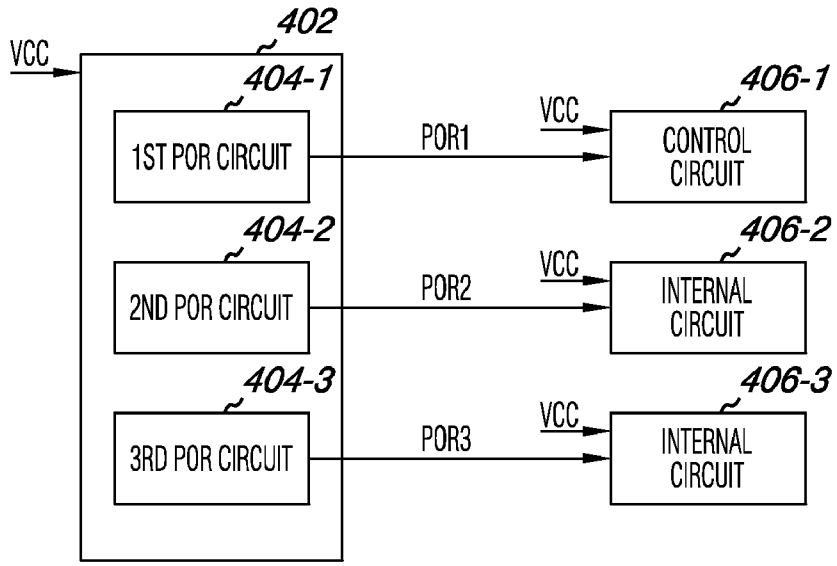 402
VCC
404-1
406-1
1ST POR CIRCUIT
POR1
VCC
CONTROL
CIRCUIT
404-2
406-2
2ND POR CIRCUIT
POR2
VCC
INTERNAL
CIRCUIT
404-3
406-3
3RD POR CIRCUIT
POR3
VCC
INTERNAL
CIRCUIT